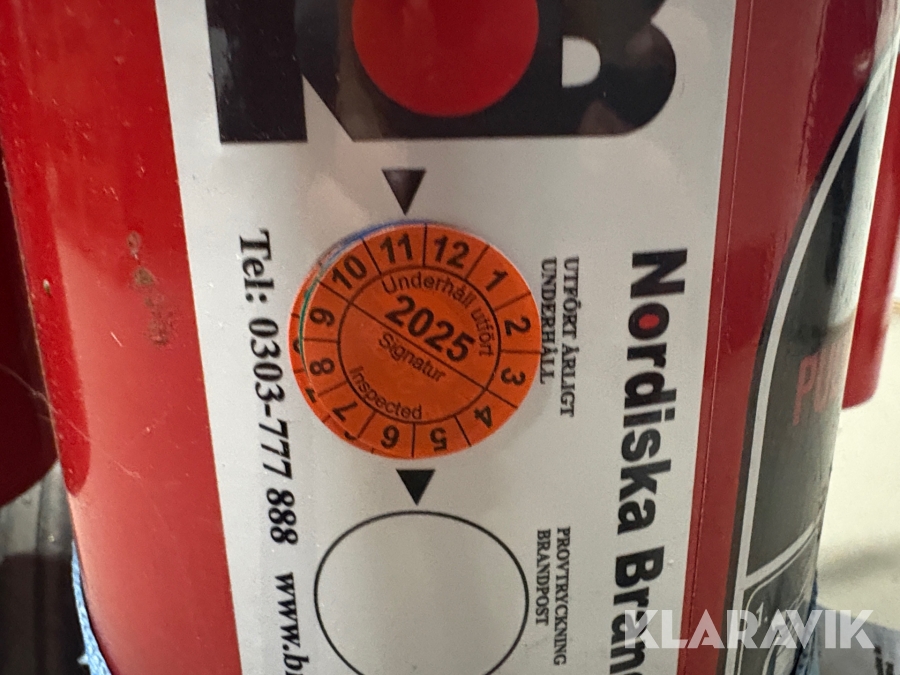 Nordiska Bran
UTFÖRT ÅRLIGT
UNDERHÅLL
PROVTRYCKNING
BRANDPOST
11 12 1 2 3 4 5 6 7 8 9 10
Underhåll utfört
2025
Signatur
Inspected
Tel: 0303-777 888 www.b
KLARAVIK